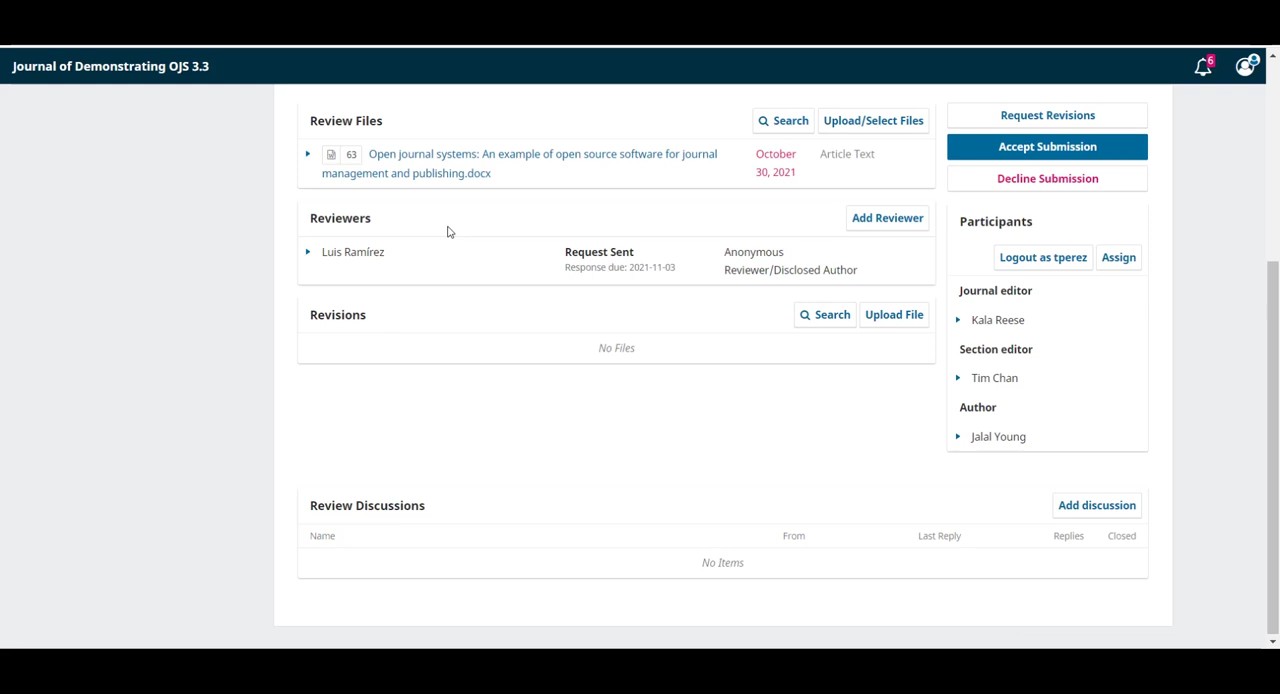 Journal of Demonstrating OJS 3.3
6
Review Files
Search
Upload/Select Files
63
Open journal systems: An example of open source software for journal
management and publishing.docx
October
30, 2021
Article Text
Reviewers
Add Reviewer
Luis Ramírez
Request Sent
Response due: 2021-11-03
Anonymous
Reviewer/Disclosed Author
Revisions
Search
Upload File
No Files
Request Revisions
Accept Submission
Decline Submission
Participants
Logout as tperez
Assign
Journal editor
Kala Reese
Section editor
Tim Chan
Author
Jalal Young
Review Discussions
Add discussion
Name From Last Reply Replies Closed
No Items